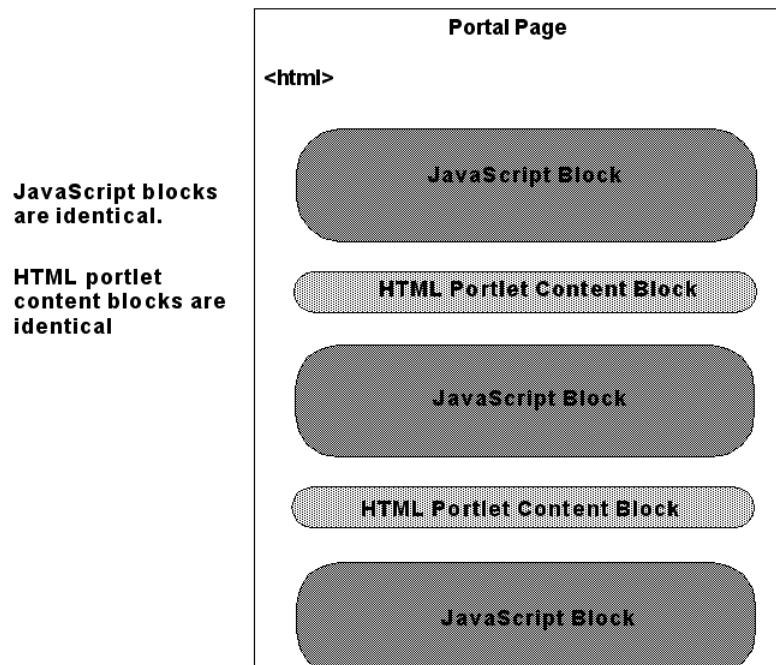 Portal Page
<html>
JavaScript Block
JavaScript blocks
are identical.
HTML portlet
content blocks are
identical
HTML Portlet Content Block
JavaScript Block
HTML Portlet Content Block
JavaScript Block